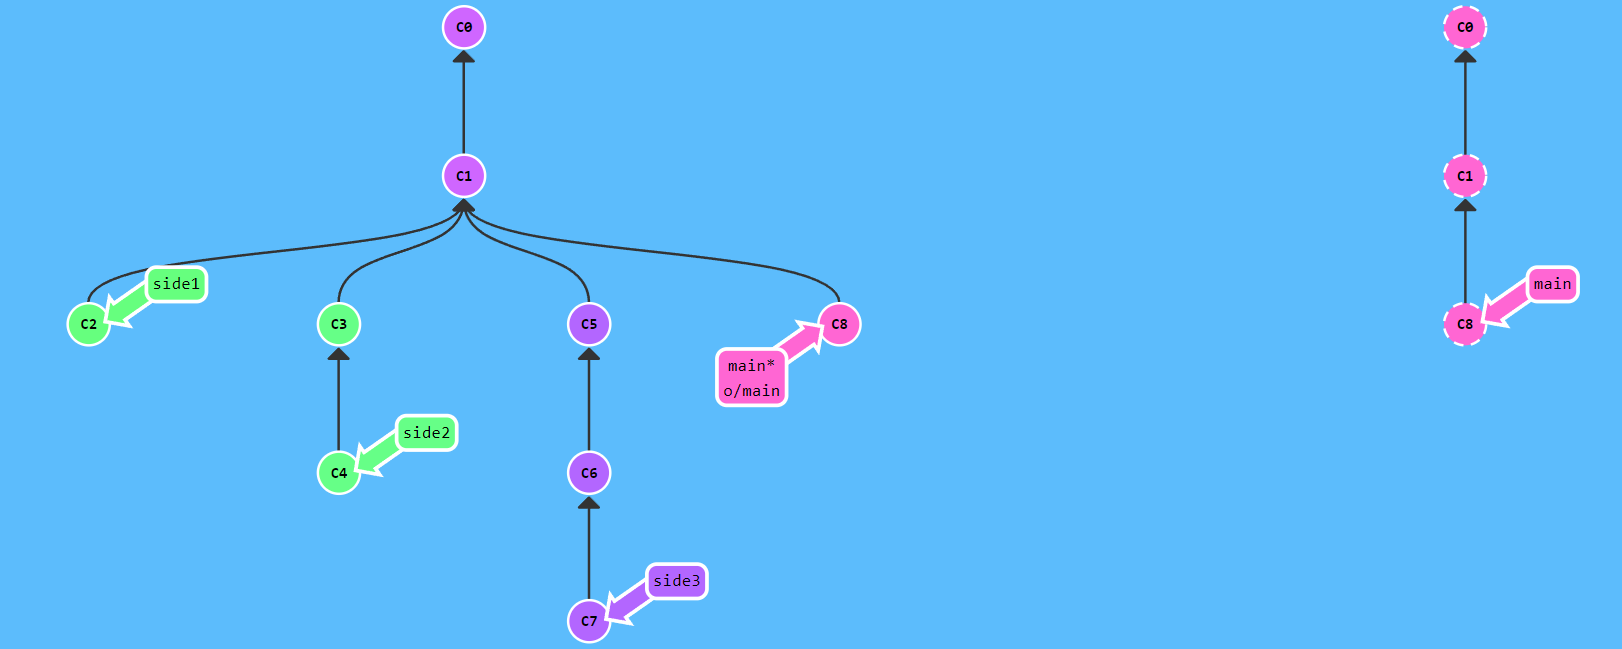 C0
C0
C1
C1
side1
main
C2
C3
C5
C8
C8
main*
o/main
side2
C4
C6
side3
C7